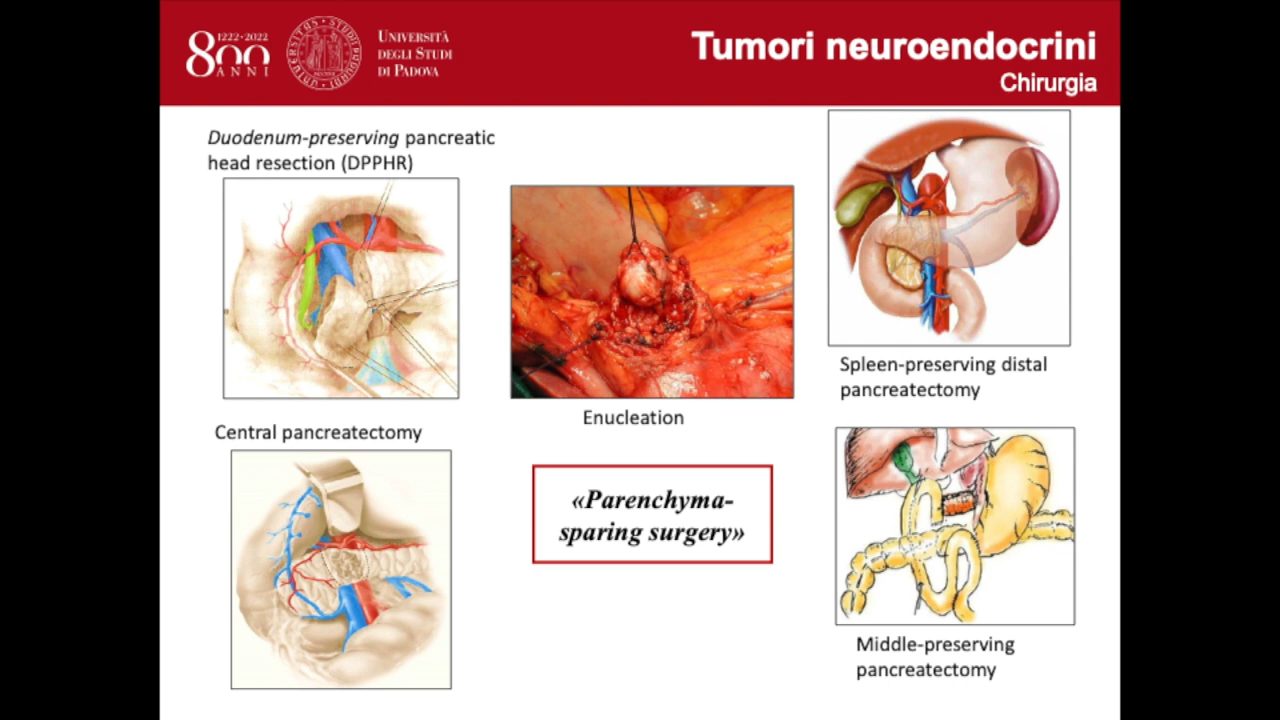 1222·2022
800
ANNI
UNIVERSITÀ
DEGLI STUDI
DI PADOVA
Tumori neuroendocrini
Chirurgia
Duodenum-preserving pancreatic
head resection (DPPHR)
Enucleation
Spleen-preserving distal
pancreatectomy
Central pancreatectomy
«Parenchyma-
sparing surgery»
Middle-preserving
pancreatectomy